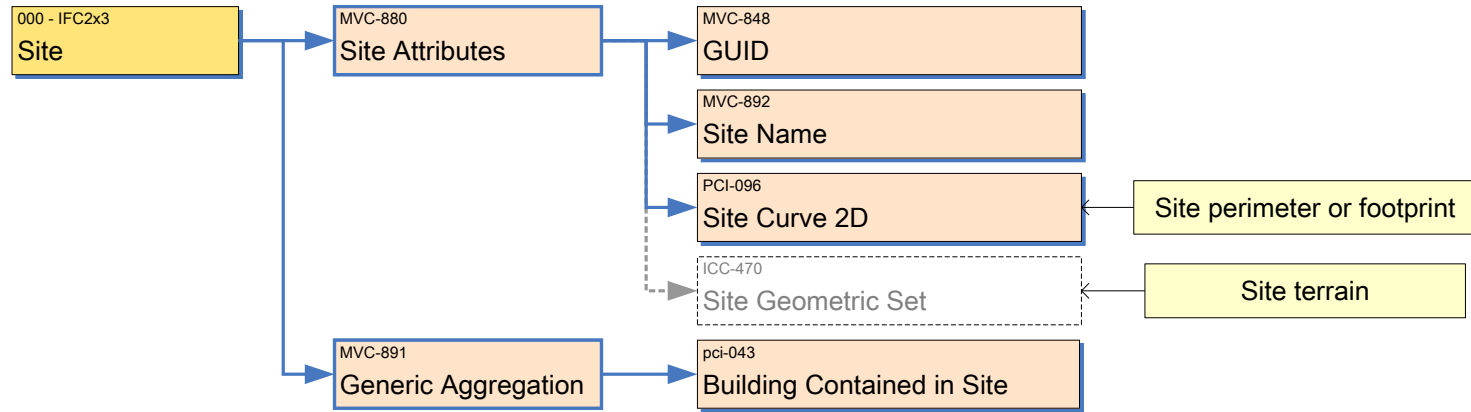 000 - IFC2x3
Site
MVC-880
Site Attributes
MVC-848
GUID
MVC-892
Site Name
PCI-096
Site Curve 2D
Site perimeter or footprint
ICC-470
Site Geometric Set
Site terrain
MVC-891
Generic Aggregation
pci-043
Building Contained in Site